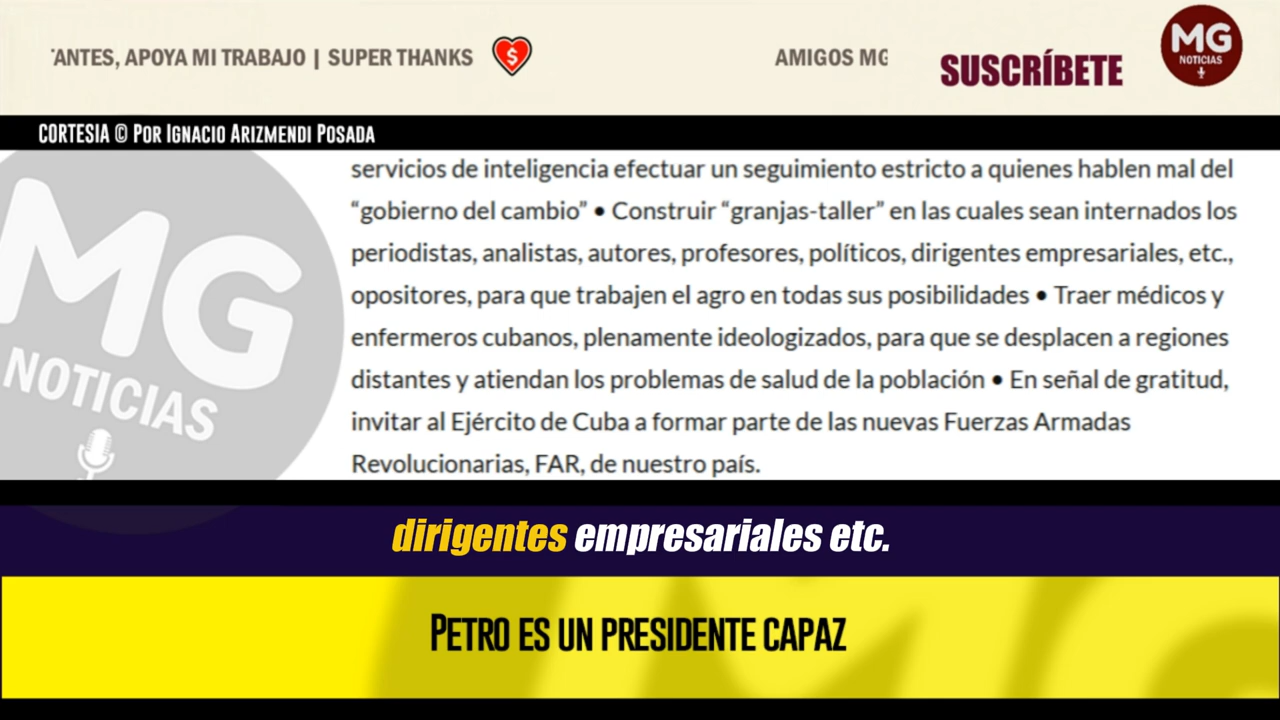 'ANTES, APOYA MI TRABAJO | SUPER THANKS
$
AMIGOS MG
SUSCRÍBETE
MG
NOTICIAS
CORTESIA © POR IGNACIO ARIZMENDI POSADA
servicios de inteligencia efectuar un seguimiento estricto a quienes hablen mal del
“gobierno del cambio” • Construir “granjas-taller” en las cuales sean internados los
periodistas, analistas, autores, profesores, políticos, dirigentes empresariales, etc.,
opositores, para que trabajen el agro en todas sus posibilidades • Traer médicos y
enfermeros cubanos, plenamente ideologizados, para que se desplacen a regiones
distantes y atiendan los problemas de salud de la población • En señal de gratitud,
invitar al Ejército de Cuba a formar parte de las nuevas Fuerzas Armadas
Revolucionarias, FAR, de nuestro país.
MG
NOTICIAS
dirigentes empresariales etc.
PETRO ES UN PRESIDENTE CAPAZ